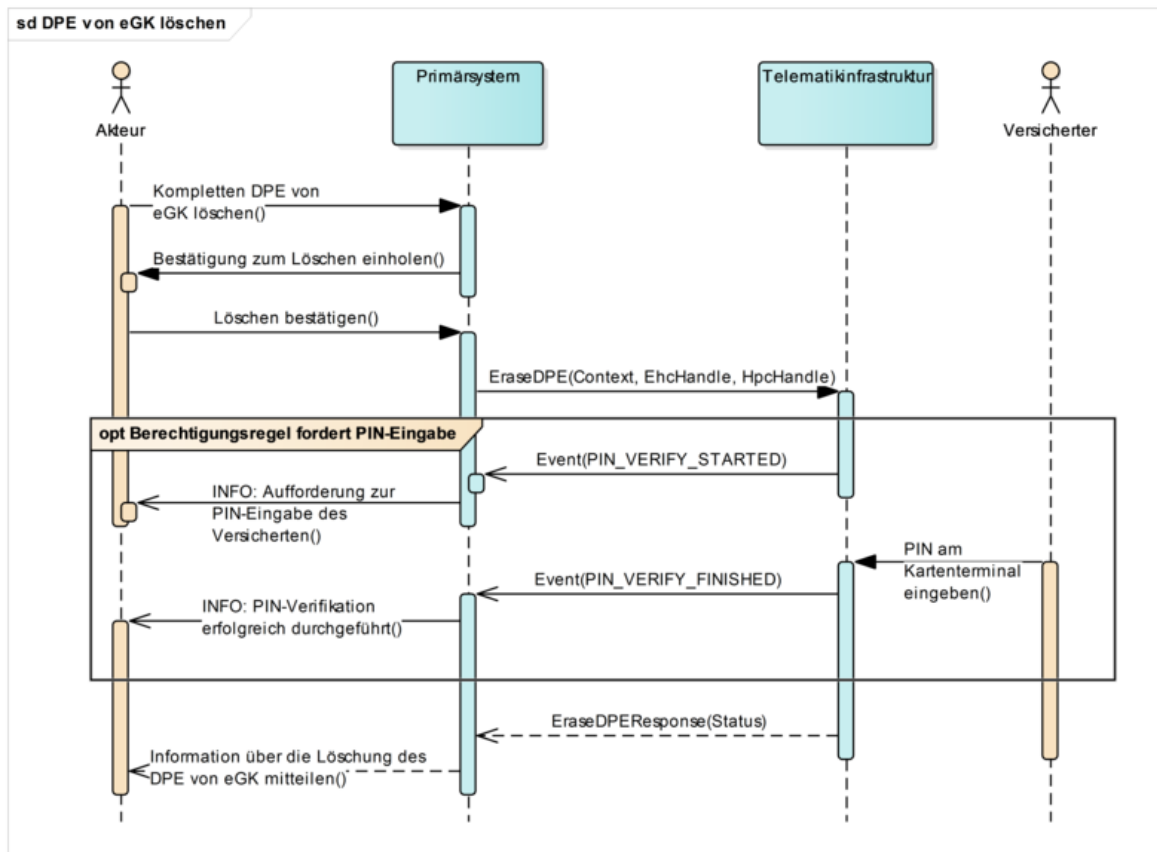 sd DPE von eGK löschen
Primärsystem
Telematikinfrastruktur
Akteur
Versicherter
Kompletten DPE von
eGK löschen()
Bestätigung zum Löschen einholen()
Löschen bestätigen()
EraseDPE(Context, EhcHandle, HpcHandle)
opt Berechtigungsregel fordert PIN-Eingabe
Event(PIN_VERIFY_STARTED)
INFO: Aufforderung zur
PIN-Eingabe des
Versicherten()
PIN am
Kartenterminal
eingeben()
Event(PIN_VERIFY_FINISHED)
INFO: PIN-Verifikation
erfolgreich durchgeführt()
EraseDPEResponse(Status)
Information über die Löschung des
DPE von eGK mitteilen()